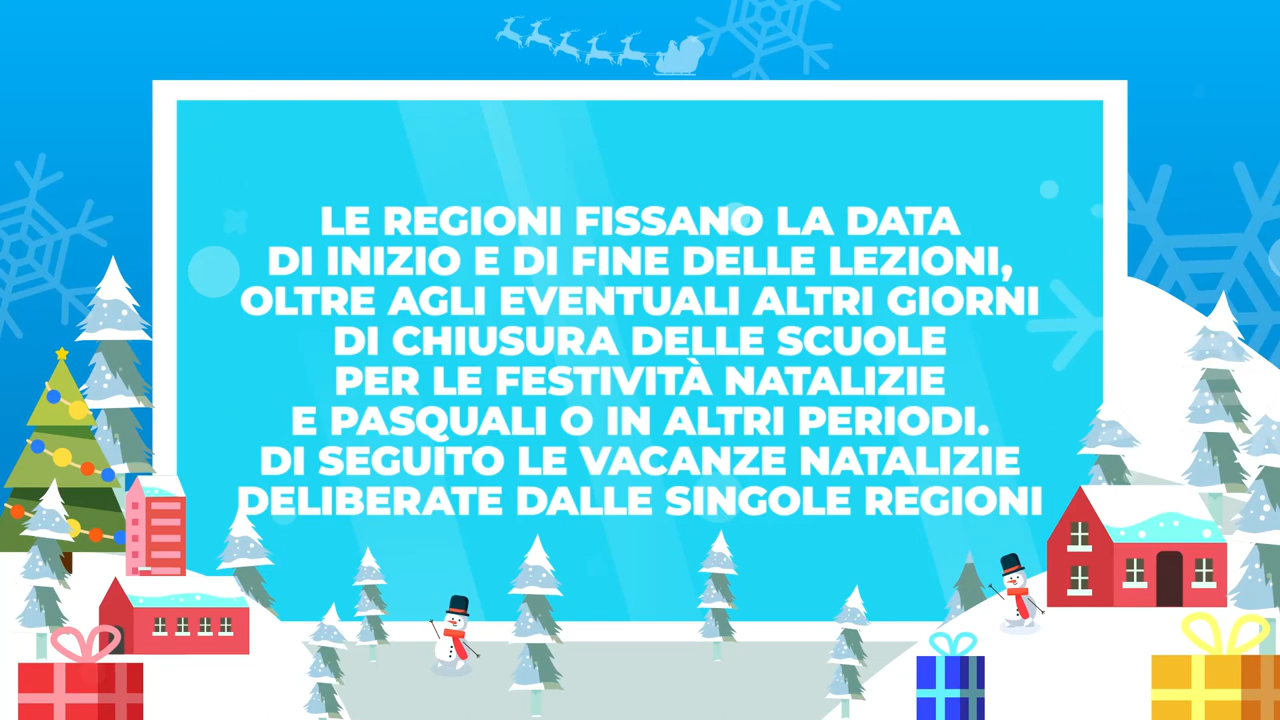 LE REGIONI FISSANO LA DATA
DI INIZIO E DI FINE DELLE LEZIONI,
OLTRE AGLI EVENTUALI ALTRI GIORNI
DI CHIUSURA DELLE SCUOLE
PER LE FESTIVITÀ NATALIZIE
E PASQUALI O IN ALTRI PERIODI.
DI SEGUITO LE VACANZE NATALIZIE
DELIBERATE DALLE SINGOLE REGIONI